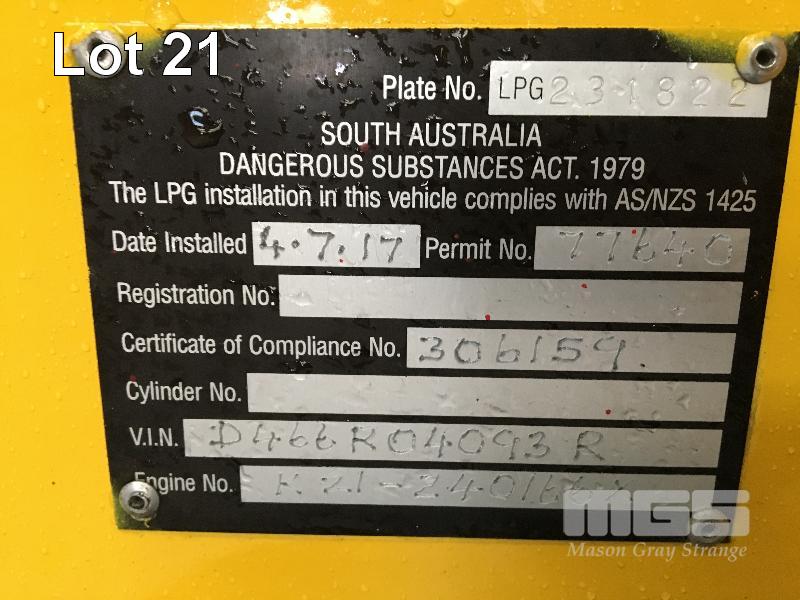 Lot 21
Plate No. LPG 231822
SOUTH AUSTRALIA
DANGEROUS SUBSTANCES ACT. 1979
The LPG installation in this vehicle complies with AS/NZS 1425
Date Installed 4.7.17 Permit No. 77640
Registration No.
Certificate of Compliance No. 306159.
Cylinder No.
V.I.N. D466R04093R
Engine No.
MGS
Mason Gray Strange